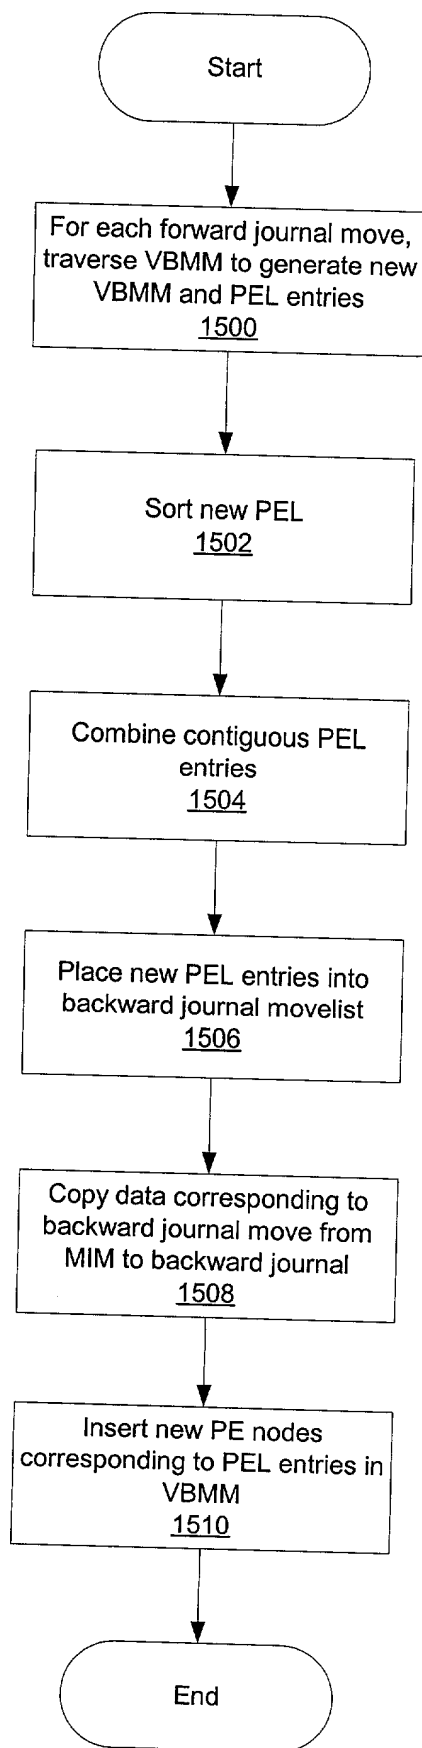 Start
For each forward journal move,
traverse VBMM to generate new
VBMM and PEL entries
1500
Sort new PEL
1502
Combine contiguous PEL
entries
1504
Place new PEL entries into
backward journal movelist
1506
Copy data corresponding to
backward journal move from
MIM to backward journal
1508
Insert new PE nodes
corresponding to PEL entries in
VBMM
1510
End